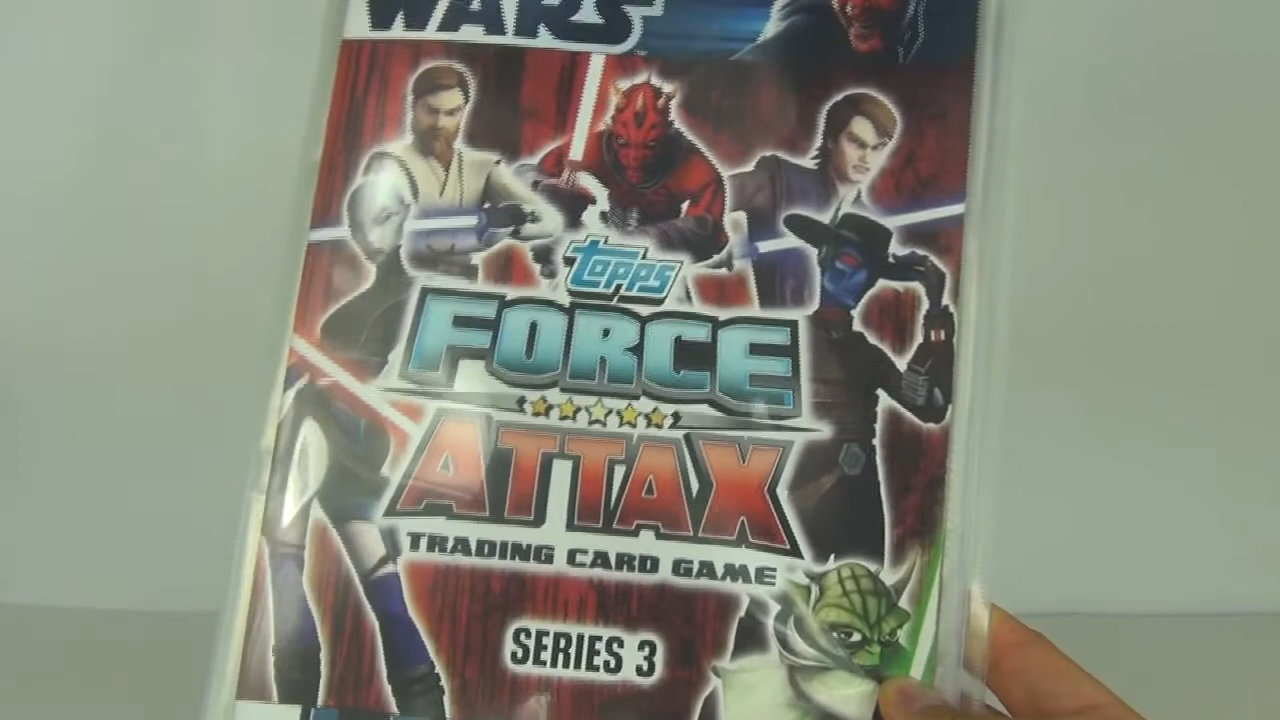 WARS
topps
FORCE
ATTAX
TRADING CARD GAME
SERIES 3